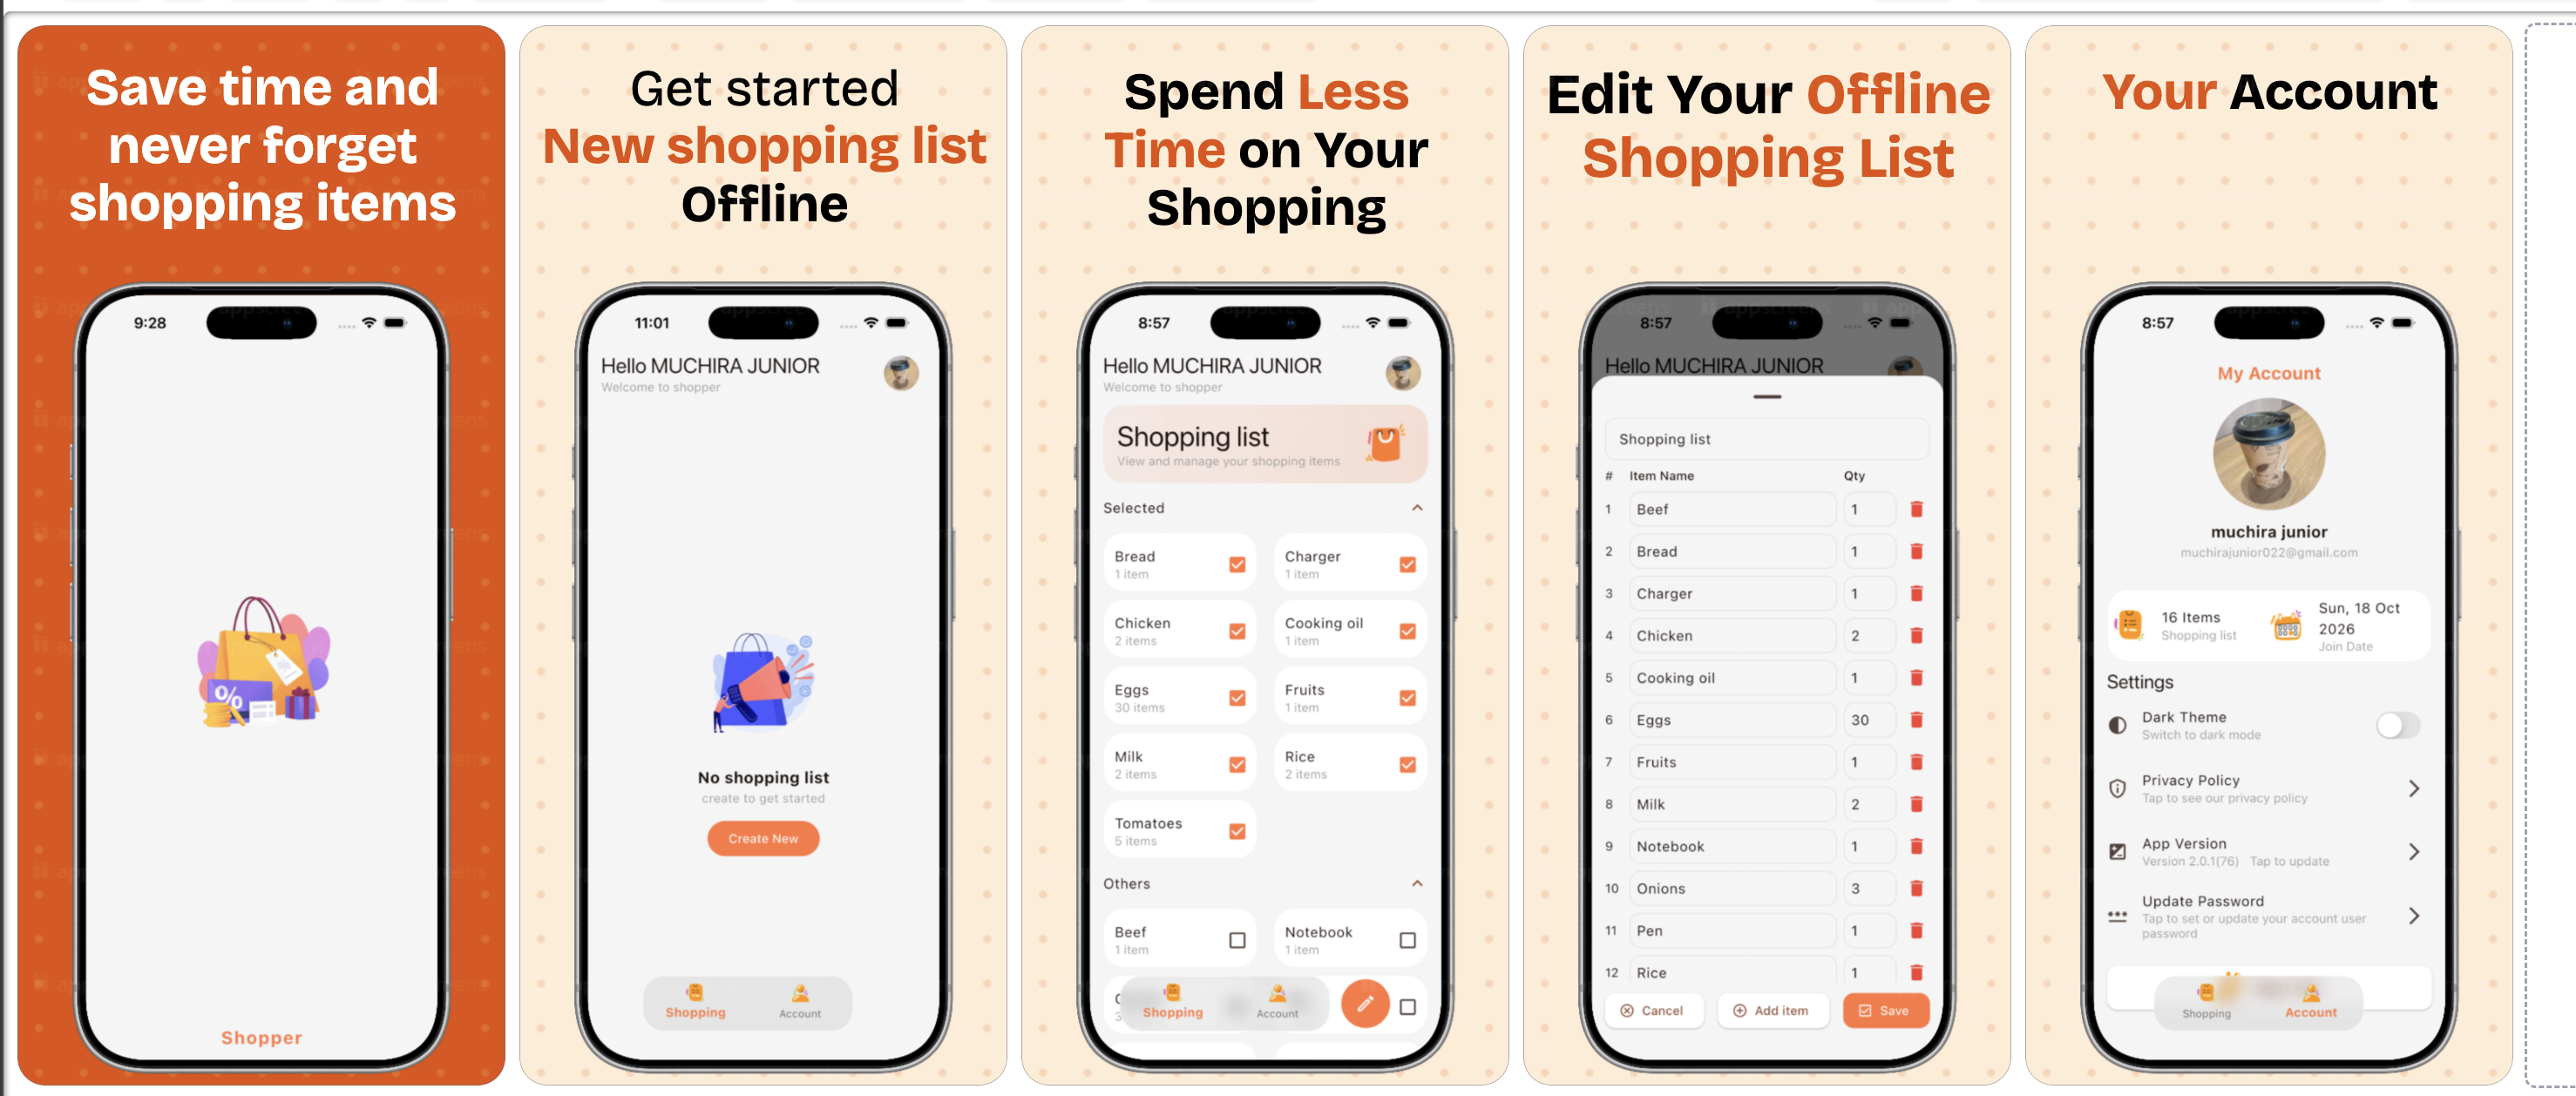 Save time and
never forget
shopping items
9:28
Shopper
Get started
New shopping list
Offline
11:01
Hello MUCHIRA JUNIOR
Welcome to shopper
No shopping list
create to get started
Create New
Shopping
Account
Spend Less
Time on Your
Shopping
8:57
Hello MUCHIRA JUNIOR
Welcome to shopper
Shopping list
View and manage your shopping items
Selected
Bread
1 item
Charger
1 item
Chicken
2 items
Cooking oil
1 item
Eggs
30 items
Fruits
1 item
Milk
2 items
Rice
2 items
Tomatoes
5 items
Others
Beef
1 item
Notebook
1 item
Shopping
Account
Edit Your Offline
Shopping List
8:57
Hello MUCHIRA JUNIOR
Shopping list
# Item Name Qty
1 Beef 1
2 Bread 1
3 Charger 1
4 Chicken 2
5 Cooking oil 1
6 Eggs 30
7 Fruits 1
8 Milk 2
9 Notebook 1
10 Onions 3
11 Pen 1
12 Rice 1
Cancel
Add item
Save
Your Account
8:57
My Account
muchira junior
muchirajunior022@gmail.com
16 Items
Shopping list
Sun, 18 Oct
2026
Join Date
Settings
Dark Theme
Switch to dark mode
Privacy Policy
Tap to see our privacy policy
App Version
Version 2.0.1(76) Tap to update
Update Password
Tap to set or update your account user
password
Shopping
Account